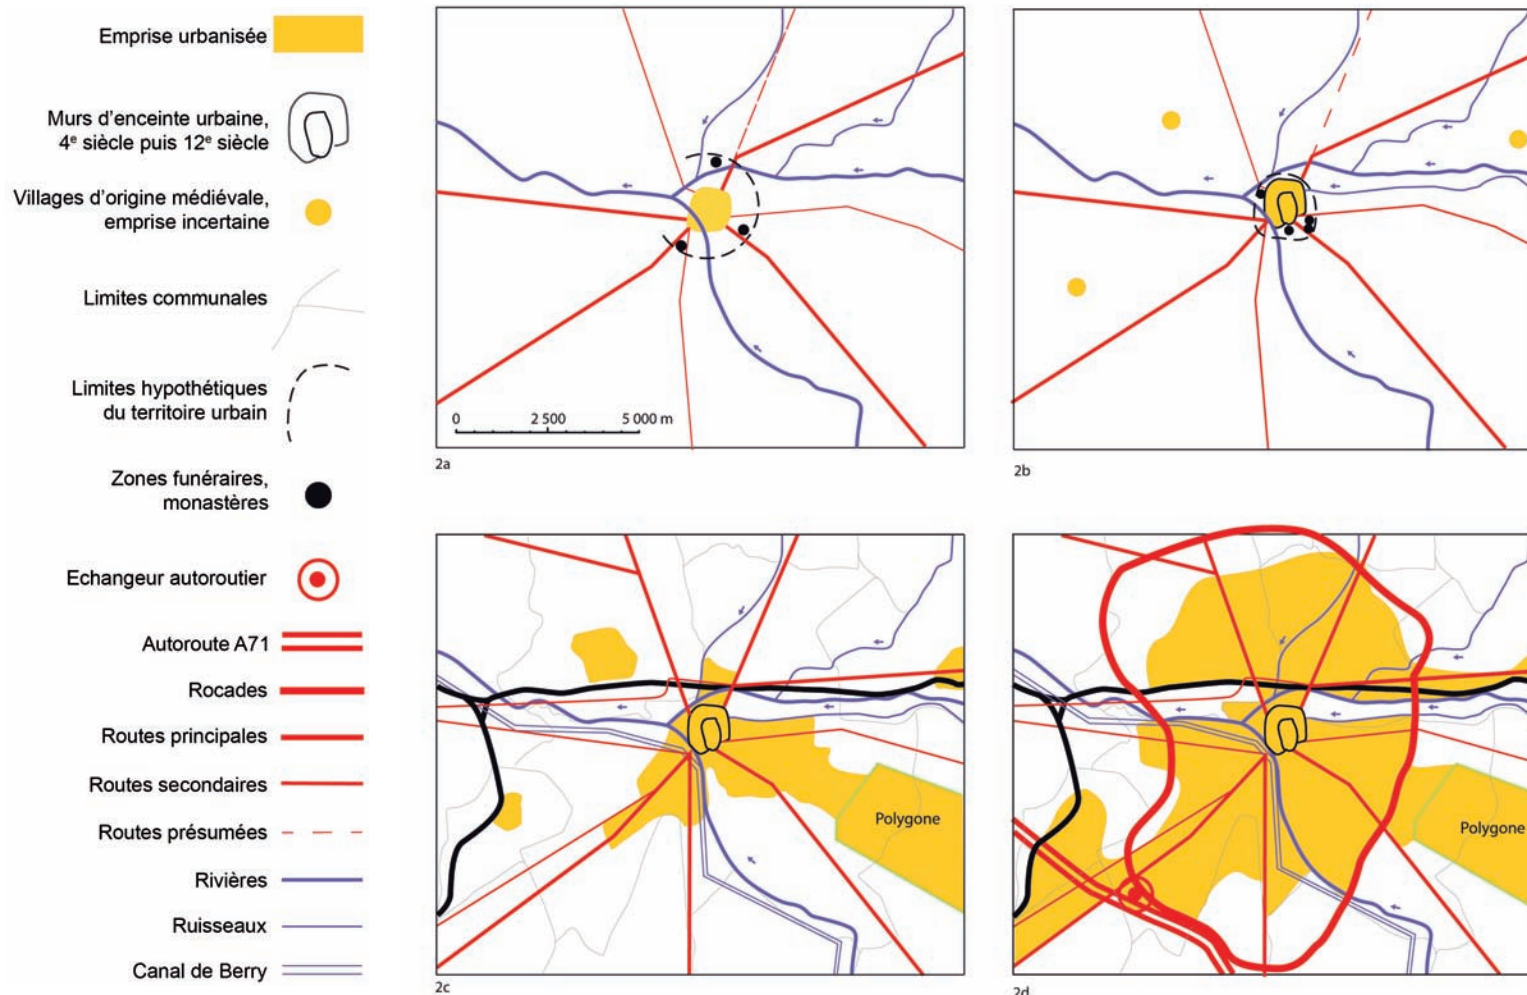 Emprise urbanisée
Murs d'enceinte urbaine,
4e siècle puis 12e siècle
Villages d'origine médiévale,
emprise incertaine
Limites communales
Limites hypothétiques
du territoire urbain
Zones funéraires,
monastères
Echangeur autoroutier
Autoroute A71
Rocades
Routes principales
Routes secondaires
Routes présumées
Rivières
Ruisseaux
Canal de Berry
0 2 500 5 000 m
2a
2b
Polygone
2c
Polygone
2d